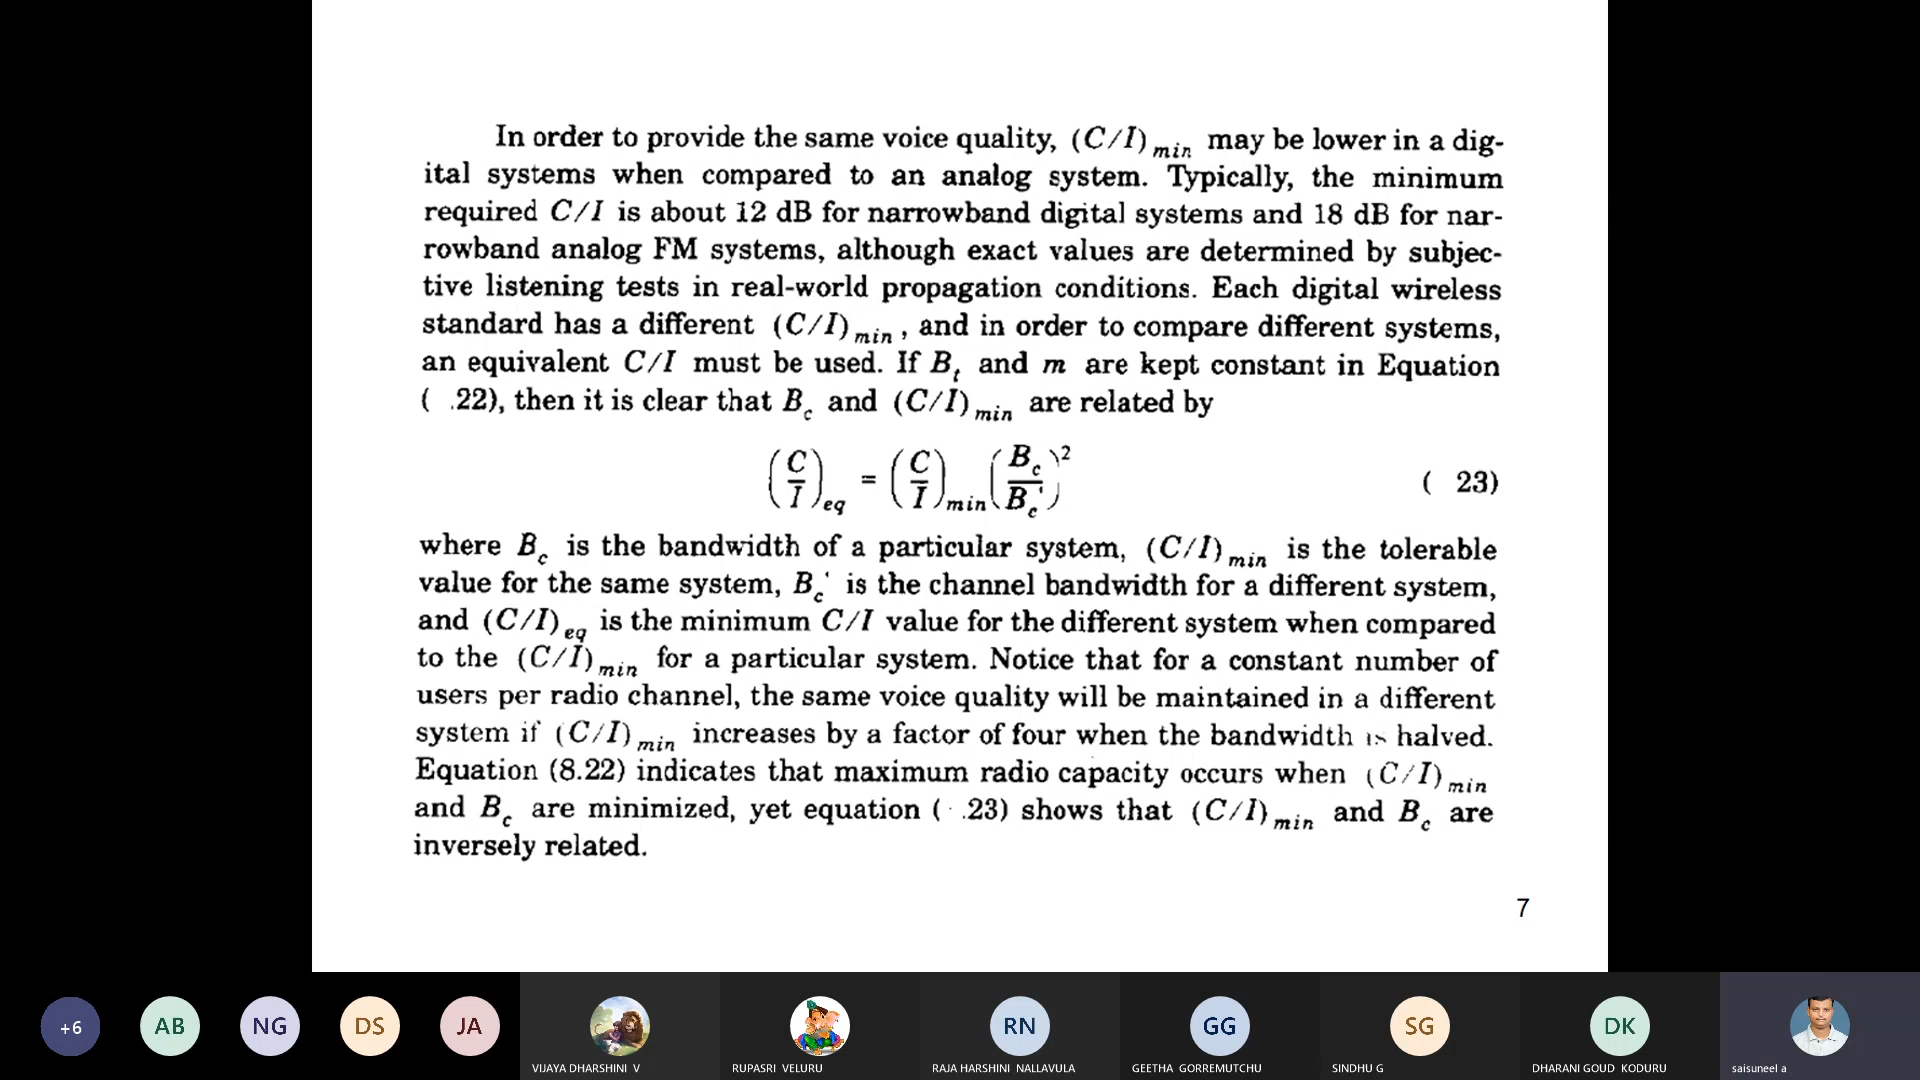 In order to provide the same voice quality, (C/I)min may be lower in a dig-
ital systems when compared to an analog system. Typically, the minimum
required C/I is about 12 dB for narrowband digital systems and 18 dB for nar-
rowband analog FM systems, although exact values are determined by subjec-
tive listening tests in real-world propagation conditions. Each digital wireless
standard has a different (C/I)min, and in order to compare different systems,
an equivalent C/I must be used. If Bt and m are kept constant in Equation
( .22), then it is clear that Bc and (C/I)min are related by
(C/I)eq = (C/I)min (Bc/Bc')² ( 23)
where Bc is the bandwidth of a particular system, (C/I)min is the tolerable
value for the same system, Bc' is the channel bandwidth for a different system,
and (C/I)eq is the minimum C/I value for the different system when compared
to the (C/I)min for a particular system. Notice that for a constant number of
users per radio channel, the same voice quality will be maintained in a different
system if (C/I)min increases by a factor of four when the bandwidth is halved.
Equation (8.22) indicates that maximum radio capacity occurs when (C/I)min
and Bc are minimized, yet equation ( .23) shows that (C/I)min and Bc are
inversely related.
7
+6 AB NG DS JA RN GG SG DK
VIJAYA DHARSHINI V RUPASRI VELURU RAJA HARSHINI NALLAVULA GEETHA GORREMUTCHU SINDHU G DHARANI GOUD KODURU saisuneel a